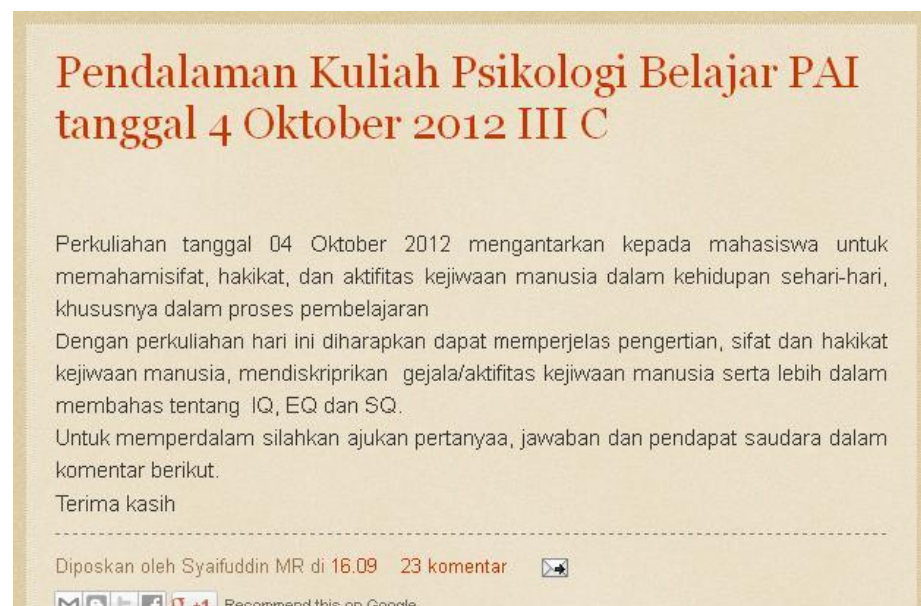 Pendalaman Kuliah Psikologi Belajar PAI
tanggal 4 Oktober 2012 III C
Perkuliahan tanggal 04 Oktober 2012 mengantarkan kepada mahasiswa untuk
memahamisifat, hakikat, dan aktifitas kejiwaan manusia dalam kehidupan sehari-hari,
khususnya dalam proses pembelajaran
Dengan perkuliahan hari ini diharapkan dapat memperjelas pengertian, sifat dan hakikat
kejiwaan manusia, mendiskriprikan gejala/aktifitas kejiwaan manusia serta lebih dalam
membahas tentang IQ, EQ dan SQ.
Untuk memperdalam silahkan ajukan pertanyaa, jawaban dan pendapat saudara dalam
komentar berikut.
Terima kasih
Diposkan oleh Syaifuddin MR di 16.09 23 komentar
+1 Recommend this on Google